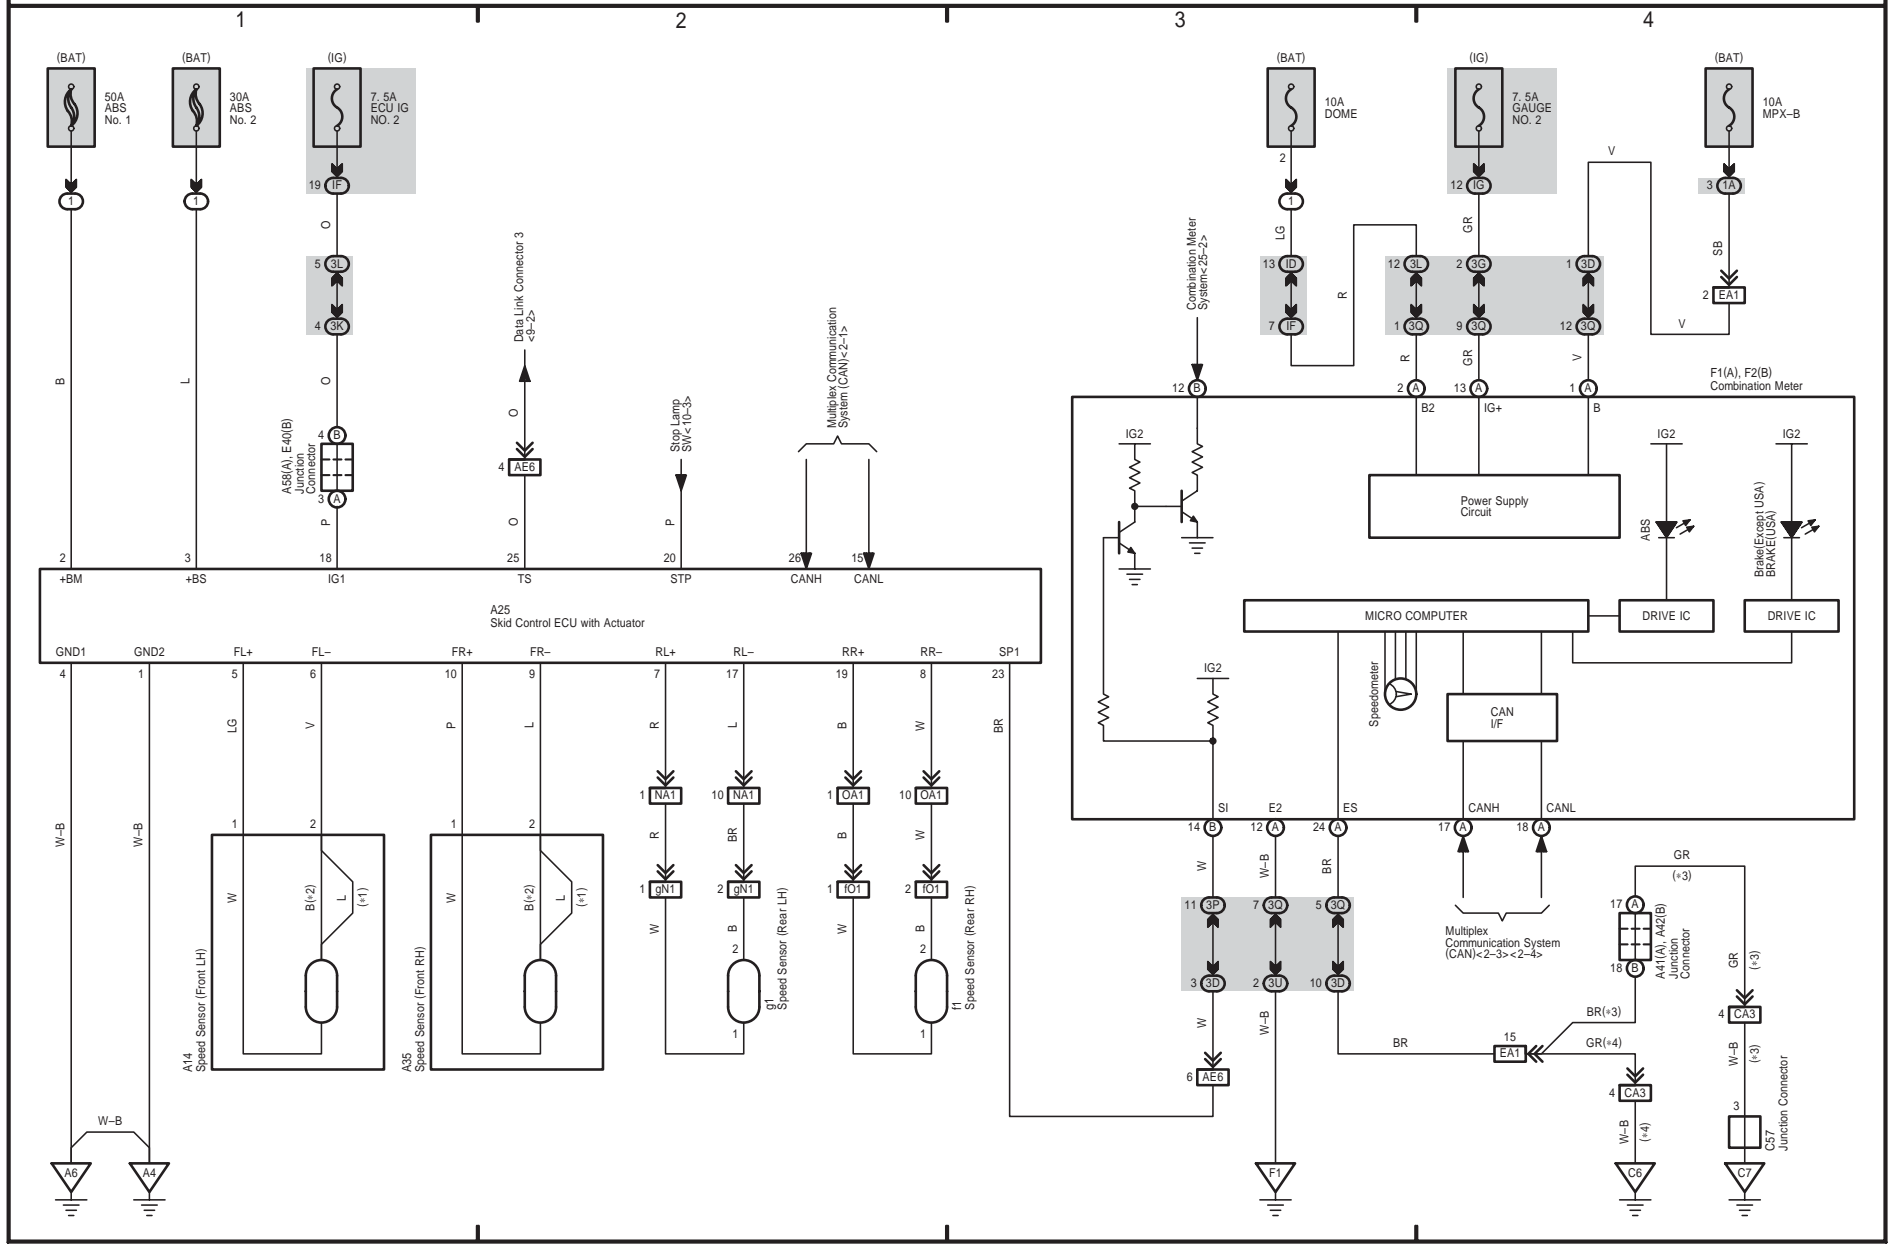 1
2
3
4
(BAT)
(BAT)
(IG)
(BAT)
(IG)
(BAT)
50A
ABS
No. 1
30A
ABS
No. 2
7. 5A
ECU IG
NO. 2
10A
DOME
7. 5A
GAUGE
NO. 2
10A
MPX–B
V
2
1
1
19 IF
1
12 IG
3 1A
O
LG
GR
SB
5 3L
13 ID
12 3L
2 3G
1 3D
2 EA1
R
V
4 3K
7 IF
1 3Q
9 3Q
12 3Q
Data Link Connector 3
<9–2>
Combination Meter
System<25–2>
Multiplex Communication
System (CAN)<2–1>
Stop Lamp
SW<10–3>
B
L
O
O
R
GR
V
12 B
2 A
13 A
1 A
F1(A), F2(B)
Combination Meter
B2
IG+
B
A58(A), E40(B)
Junction
Connector
4 B
3 A
4 AE6
P
O
P
IG2
IG2
IG2
Power Supply
Circuit
ABS
Brake(Except USA)
BRAKE(USA)
2
3
18
25
20
26
15
+BM
+BS
IG1
TS
STP
CANH
CANL
A25
Skid Control ECU with Actuator
MICRO COMPUTER
DRIVE IC
DRIVE IC
GND1
GND2
FL+
FL–
FR+
FR–
RL+
RL–
RR+
RR–
SP1
4
1
5
6
10
9
7
17
19
8
23
IG2
Speedometer
CAN
I/F
LG
V
P
L
R
L
B
W
BR
1 NA1
10 NA1
1 OA1
10 OA1
SI
E2
ES
CANH
CANL
14 B
12 A
24 A
17 A
18 A
W–B
W–B
1
2
1
2
R
BR
B
W
W
W–B
BR
GR
(*3)
W
B(*2)
L
(*1)
W
B(*2)
L
(*1)
1 gN1
2 gN1
1 fO1
2 fO1
11 3P
7 3Q
5 3Q
17 A
W
B
W
B
2
2
Multiplex
Communication System
(CAN)<2–3><2–4>
A41(A), A42(B)
Junction
Connector
18 B
GR
(*3)
3 3D
2 3U
10 3D
A14
Speed Sensor (Front LH)
A35
Speed Sensor (Front RH)
g1
Speed Sensor (Rear LH)
f1
Speed Sensor (Rear RH)
1
1
W
W–B
BR(*3)
4 CA3
BR
15
EA1
GR(*4)
W–B
(*3)
6 AE6
4 CA3
W–B
W–B
(*4)
3
C57
Junction Connector
A6
A4
F1
C6
C7